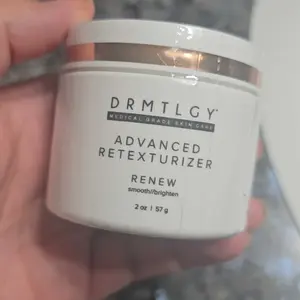 DRMTLGY
MEDICAL GRADE SKIN CARE
ADVANCED
RETEXTURIZER
RENEW
smooth//brighten
2 oz | 57 g